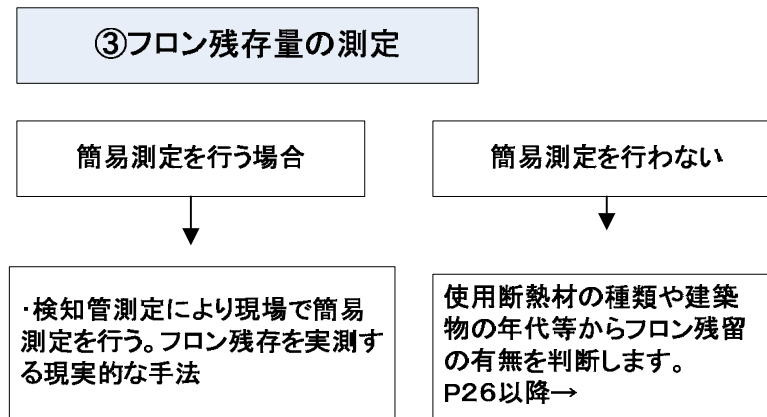 ③フロン残存量の測定
簡易測定を行う場合
簡易測定を行わない
・検知管測定により現場で簡易
測定を行う。フロン残存を実測す
る現実的な手法
使用断熱材の種類や建築
物の年代等からフロン残留
の有無を判断します。
P26以降→